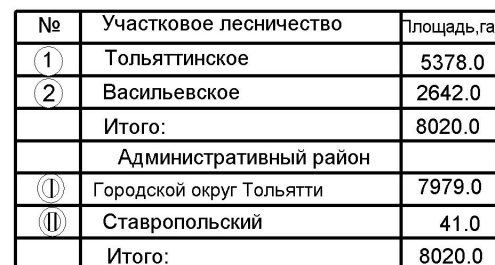 № Участковое лесничество Площадь,га
1 Тольяттинское 5378.0
2 Васильевское 2642.0
Итого: 8020.0
Административный район
I Городской округ Тольятти 7979.0
II Ставропольский 41.0
Итого: 8020.0